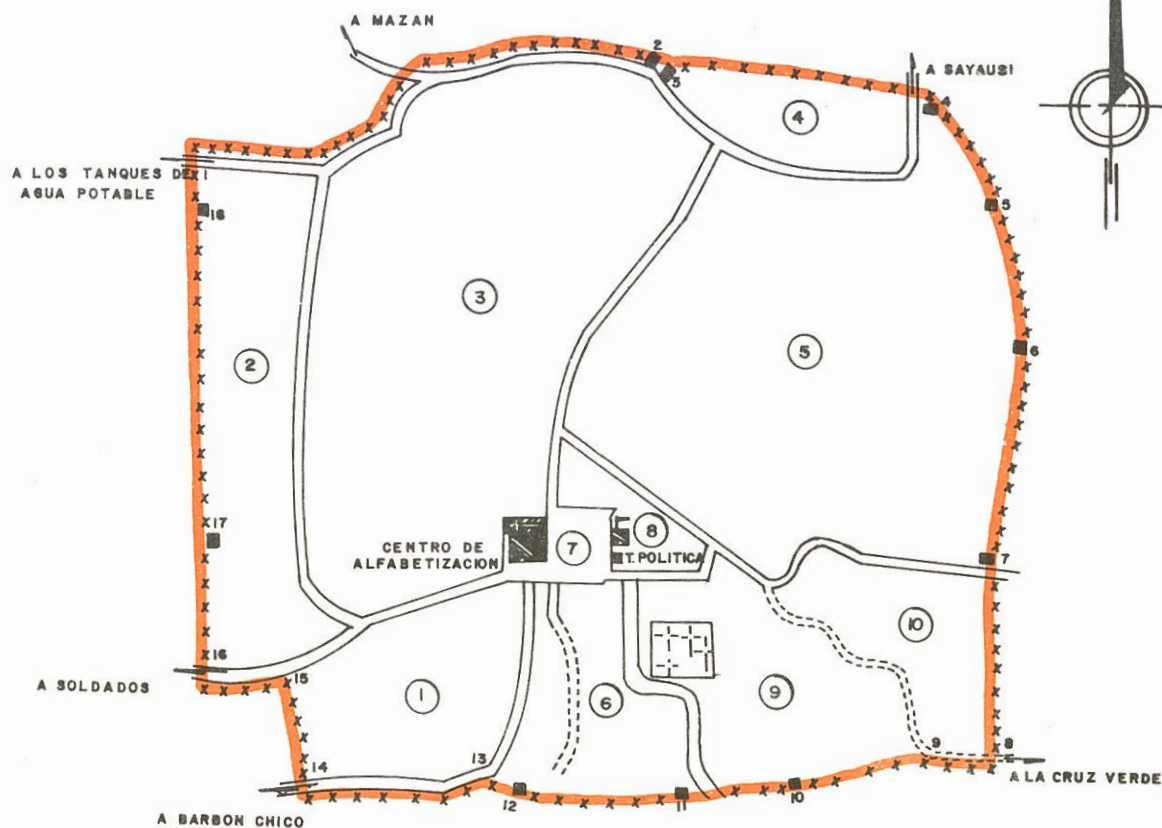 A MAZAN
2
3
A SAYAUSI
4
4
A LOS TANQUES DE
AGUA POTABLE
1
16
5
3
2
5
6
17
CENTRO DE
ALFABETIZACION
7
8
T. POLITICA
7
10
16
A SOLDADOS
15
1
6
9
13
9
8
14
12
11
10
A LA CRUZ VERDE
A BARBON CHICO